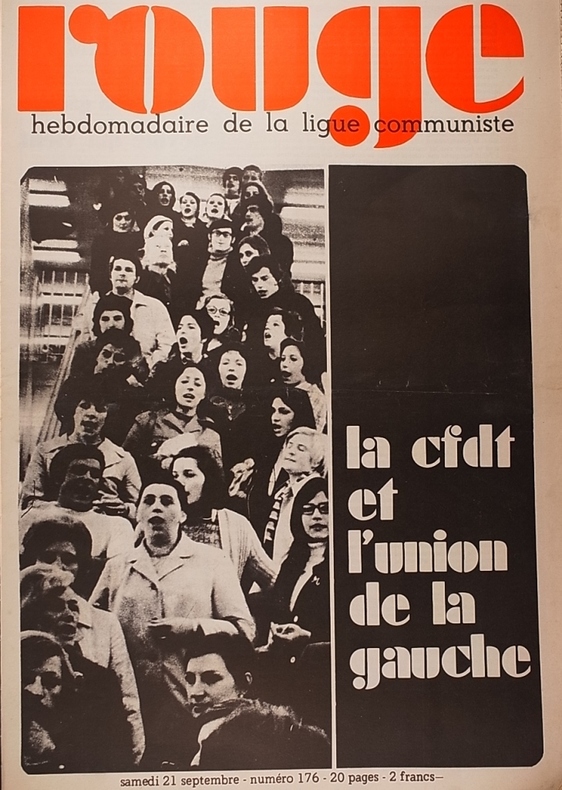 rouge
hebdomadaire de la ligue communiste
la cfdt
et
l'union
de la
gauche
samedi 21 septembre - numéro 176 - 20 pages - 2 francs-